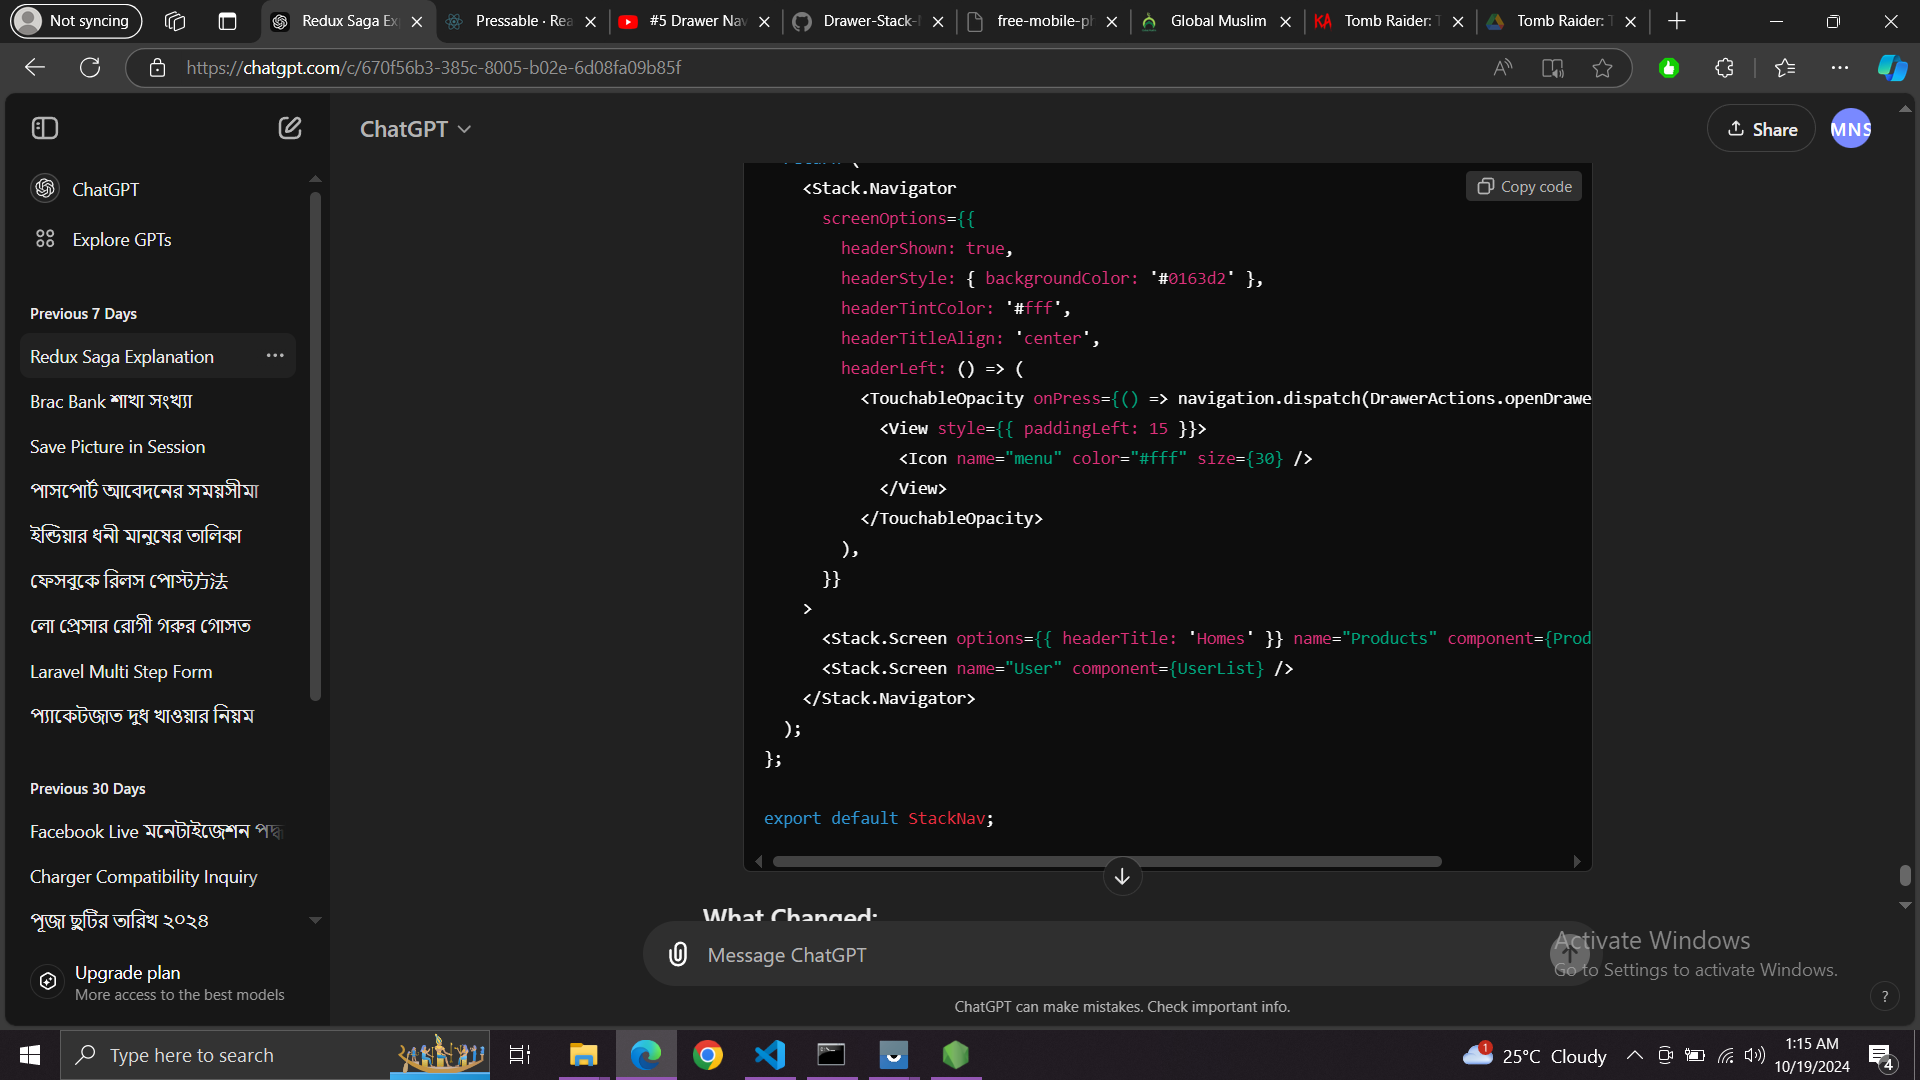 Not syncing
Redux Saga Ex
Pressable · Rea
#5 Drawer Nav
Drawer-Stack-
free-mobile-p
Global Muslim
KA Tomb Raider: T
Tomb Raider: T
https://chatgpt.com/c/670f56b3-385c-8005-b02e-6d08fa09b85f
ChatGPT
Share
MNS
ChatGPT
Explore GPTs
Previous 7 Days
Redux Saga Explanation
Brac Bank শাখা সংখ্যা
Save Picture in Session
পাসপোর্ট আবেদনের সময়সীমা
ইন্ডিয়ার ধনী মানুষের তালিকা
ফেসবুকে রিলস পোস্ট方法
লো প্রেসার রোগী গরুর গোসত
Laravel Multi Step Form
প্যাকেটজাত দুধ খাওয়ার নিয়ম
Previous 30 Days
Facebook Live মনেটাইজেশন পদ্ধ
Charger Compatibility Inquiry
পূজা ছুটির তারিখ ২০২৪
Upgrade plan
More access to the best models
return (
Copy code
<Stack.Navigator
screenOptions={{
headerShown: true,
headerStyle: { backgroundColor: '#0163d2' },
headerTintColor: '#fff',
headerTitleAlign: 'center',
headerLeft: () => (
<TouchableOpacity onPress={() => navigation.dispatch(DrawerActions.openDrawe
<View style={{ paddingLeft: 15 }}>
<Icon name="menu" color="#fff" size={30} />
</View>
</TouchableOpacity>
),
}}
>
<Stack.Screen options={{ headerTitle: 'Homes' }} name="Products" component={Prod
<Stack.Screen name="User" component={UserList} />
</Stack.Navigator>
);
};
export default StackNav;
What Changed:
Message ChatGPT
ChatGPT can make mistakes. Check important info.
Activate Windows
Go to Settings to activate Windows.
?
Type here to search
1
25°C Cloudy
1:15 AM
10/19/2024
4